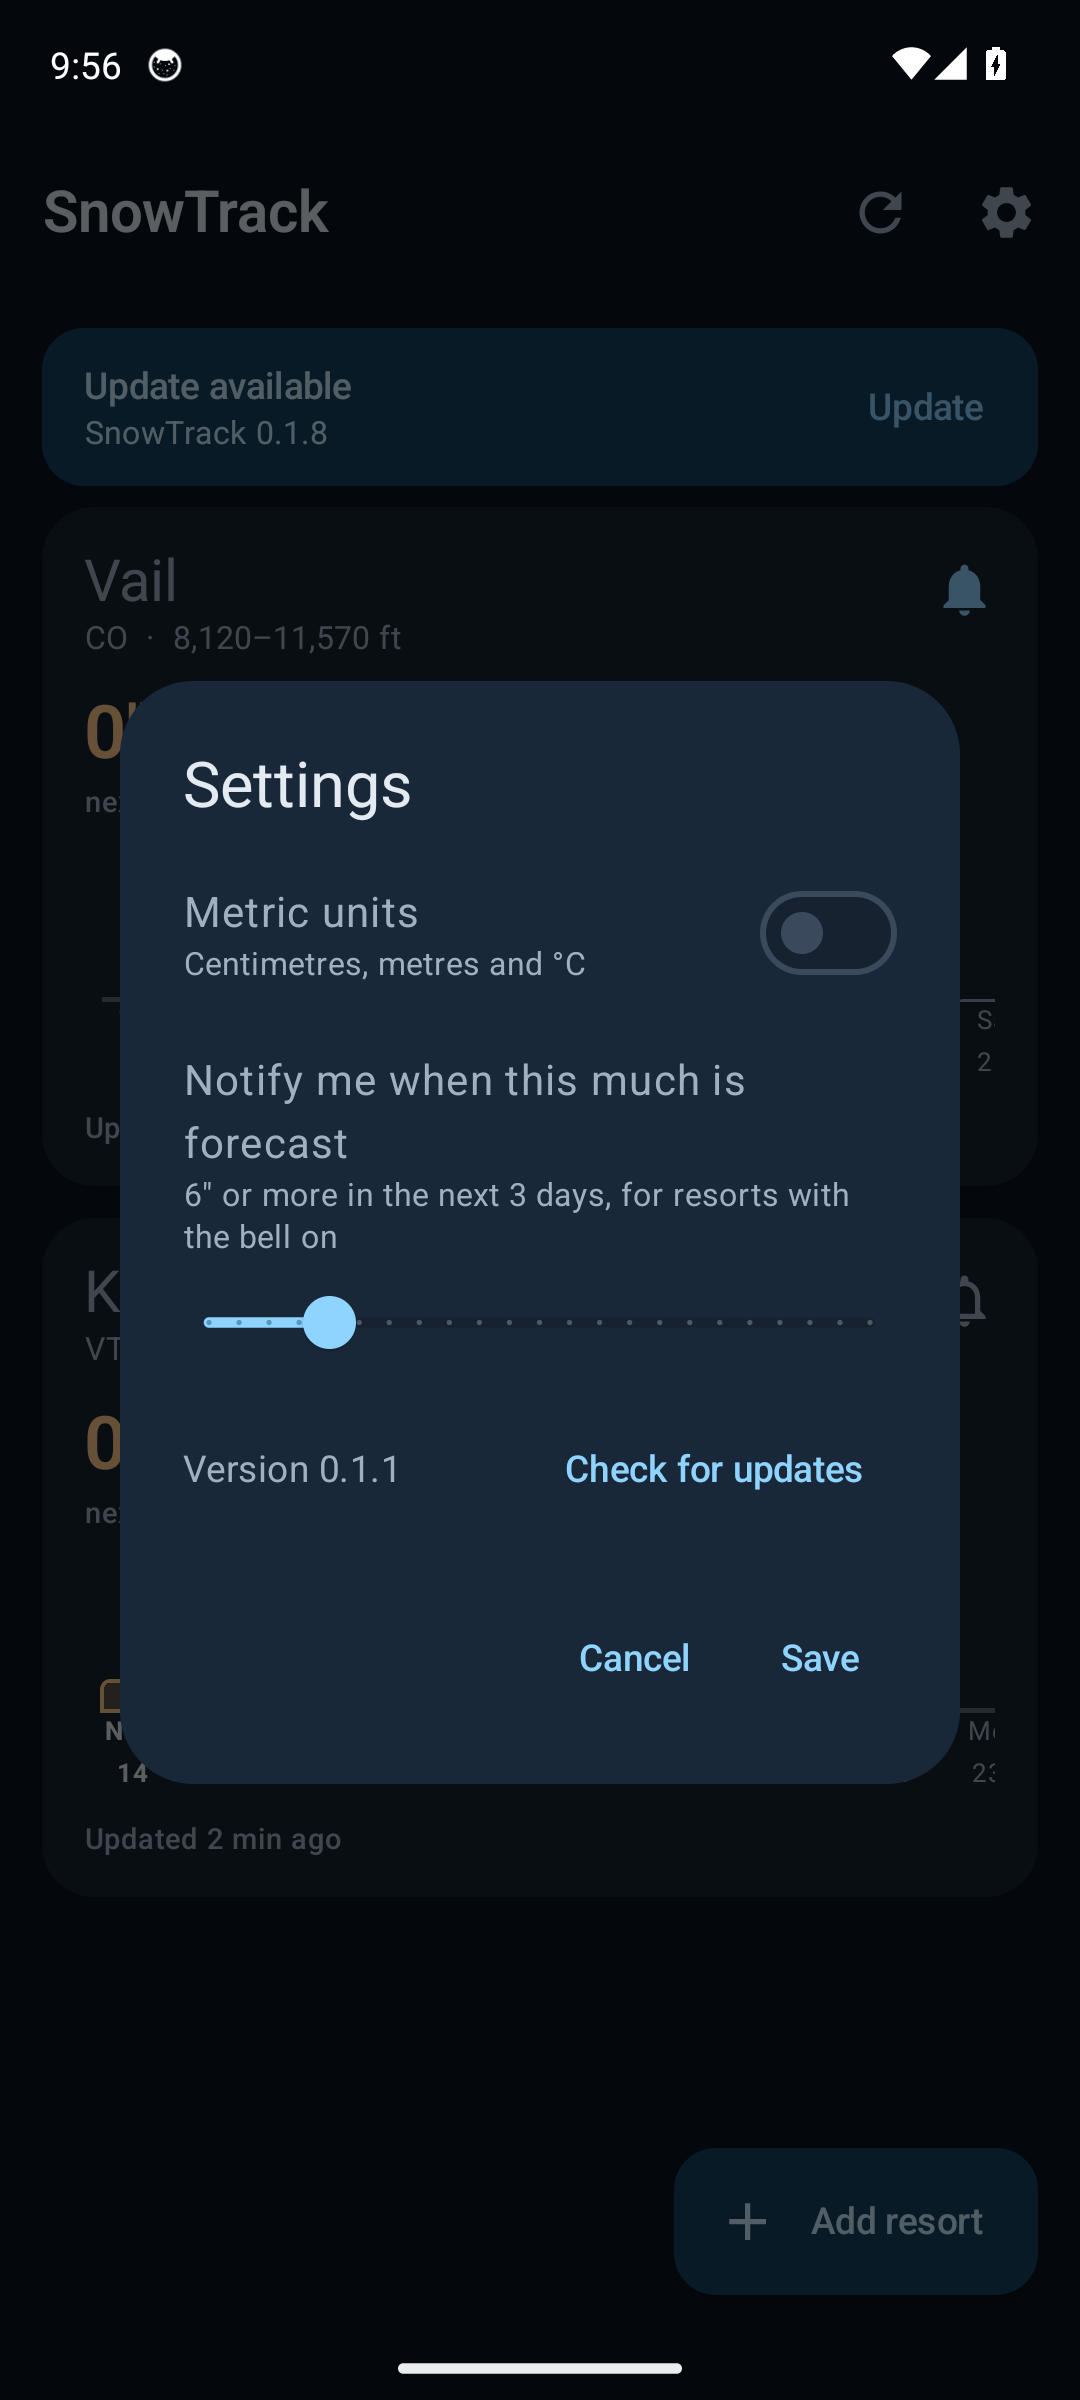 9:56
SnowTrack
Update available
SnowTrack 0.1.8
Update
Vail
CO · 8,120–11,570 ft
0"
Settings
Metric units
Centimetres, metres and °C
Notify me when this much is
forecast
6" or more in the next 3 days, for resorts with
the bell on
VT
0
Version 0.1.1
Check for updates
Cancel
Save
14
Updated 2 min ago
Add resort